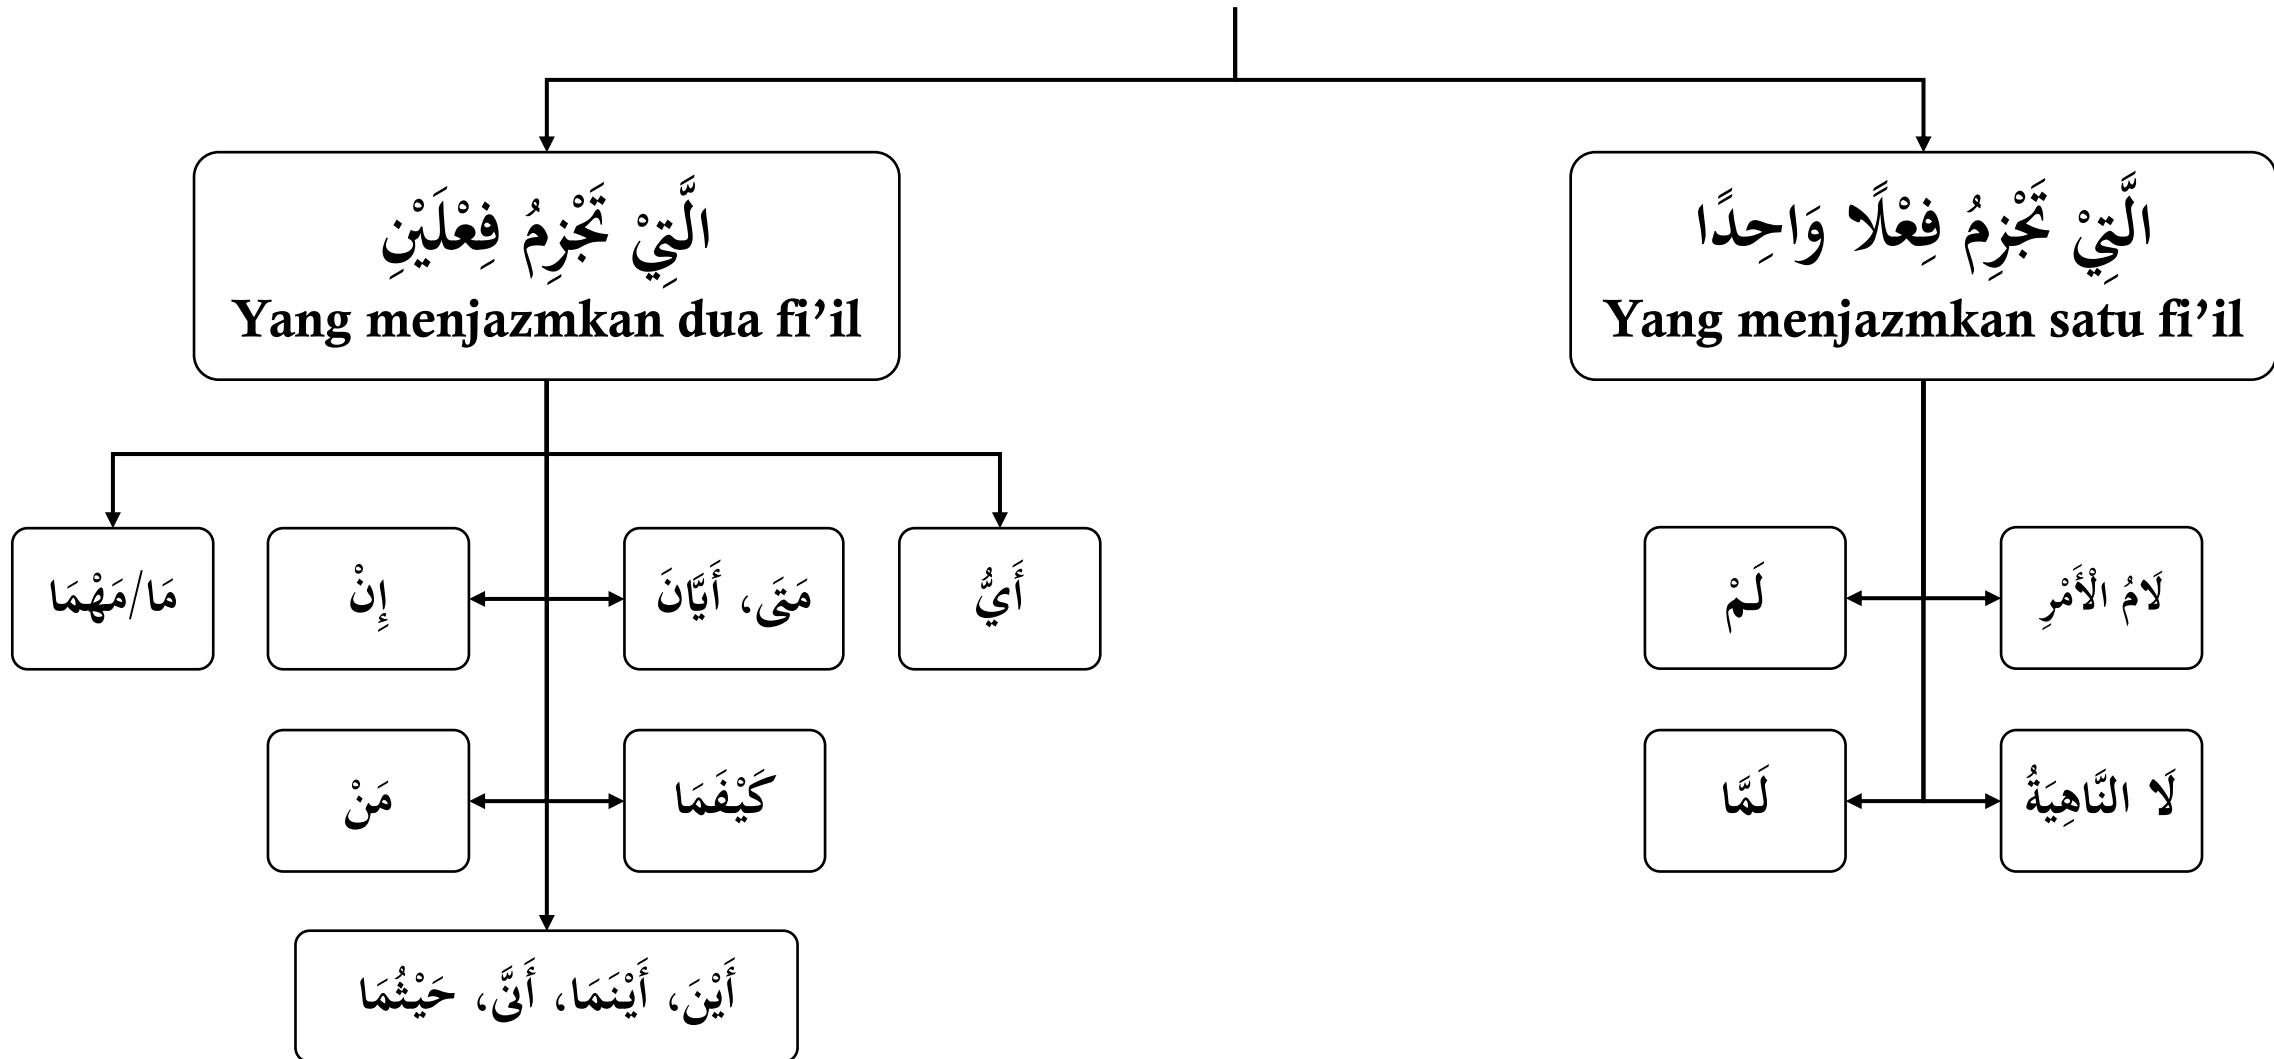 الَّتِيْ تَجْزِمُ فِعْلًا وَاحِدًا
Yang menjazmkan satu fi’il
الَّتِيْ تَجْزِمُ فِعْلَيْنِ
Yang menjazmkan dua fi’il
لَامُ الْأَمْرِ
لَمْ
لَا النَّاهِيَةُ
لَمَّا
أَيُّ
مَتَى، أَيَّانَ
إِنْ
مَا/مَهْمَا
كَيْفَمَا
مَنْ
أَيْنَ، أَيْنَمَا، أَنَّى، حَيْثُمَا